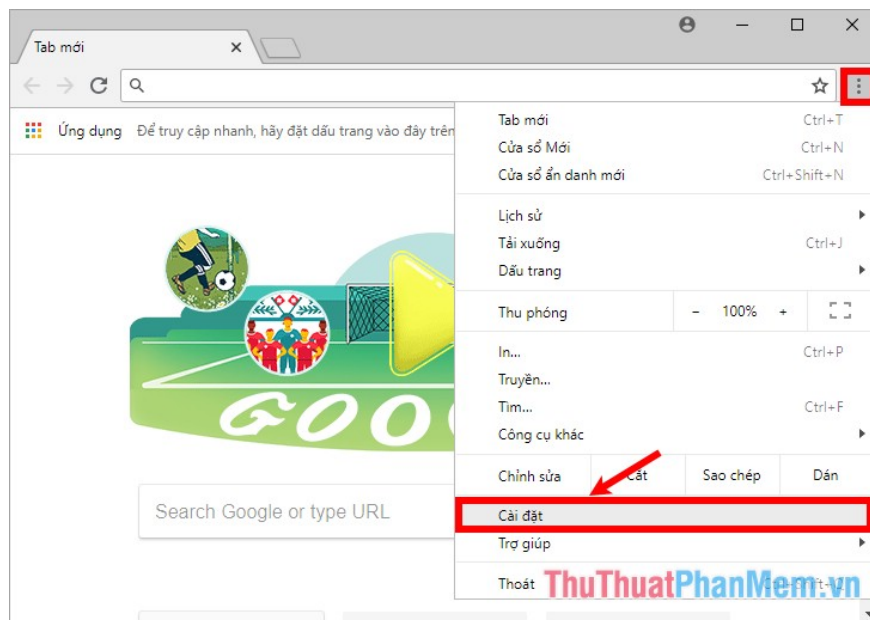 Tab mới
Ứng dụng Để truy cập nhanh, hãy đặt dấu trang vào đây trên
Tab mới Ctrl+T
Cửa sổ Mới Ctrl+N
Cửa sổ ẩn danh mới Ctrl+Shift+N
Lịch sử
Tải xuống Ctrl+J
Dấu trang
Thu phóng - 100% +
In... Ctrl+P
Truyền...
Tìm... Ctrl+F
Công cụ khác
Chỉnh sửa Cắt Sao chép Dán
Cài đặt
Trợ giúp
Thoát
GOO
Search Google or type URL
ThuThuatPhanMem.vn